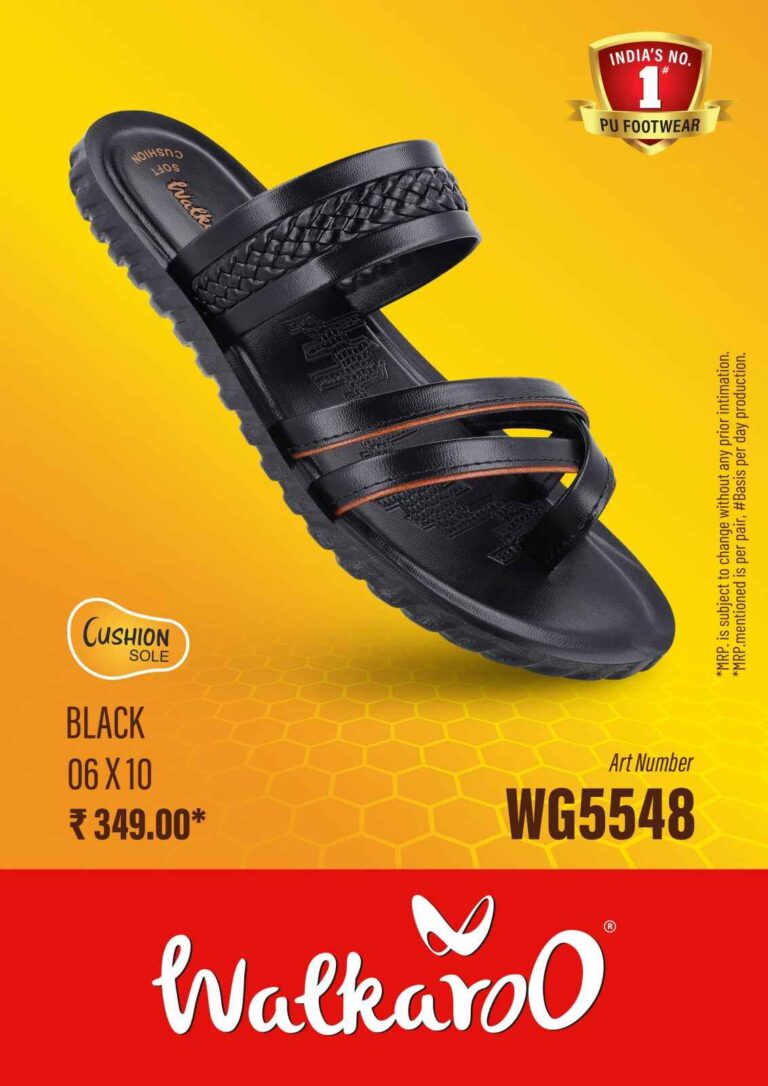 INDIA'S NO.
1#
PU FOOTWEAR
SOFT
CUSHION
Walk
*MRP. is subject to change without any prior intimation.
*MRP.mentioned is per pair, #Basis per day production.
CUSHION
SOLE
BLACK
06 X 10
₹ 349.00*
Art Number
WG5548
Walkaroo®